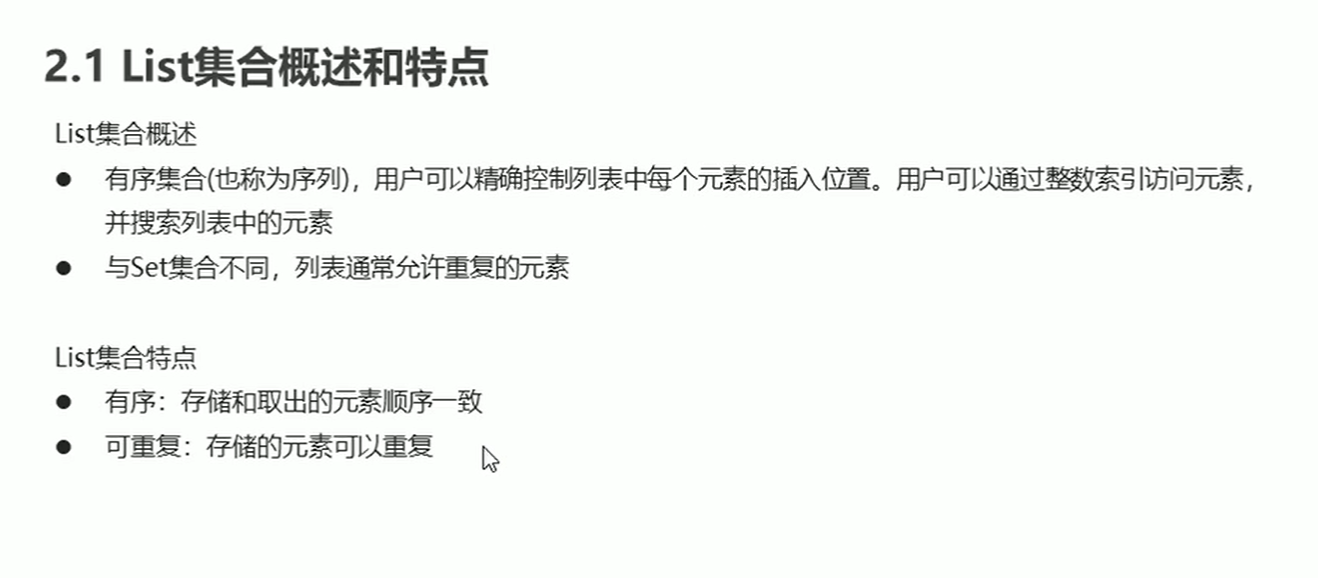 2.1 List集合概述和特点
List集合概述
● 有序集合(也称为序列)，用户可以精确控制列表中每个元素的插入位置。用户可以通过整数索引访问元素，
并搜索列表中的元素
● 与Set集合不同，列表通常允许重复的元素
List集合特点
● 有序：存储和取出的元素顺序一致
● 可重复：存储的元素可以重复